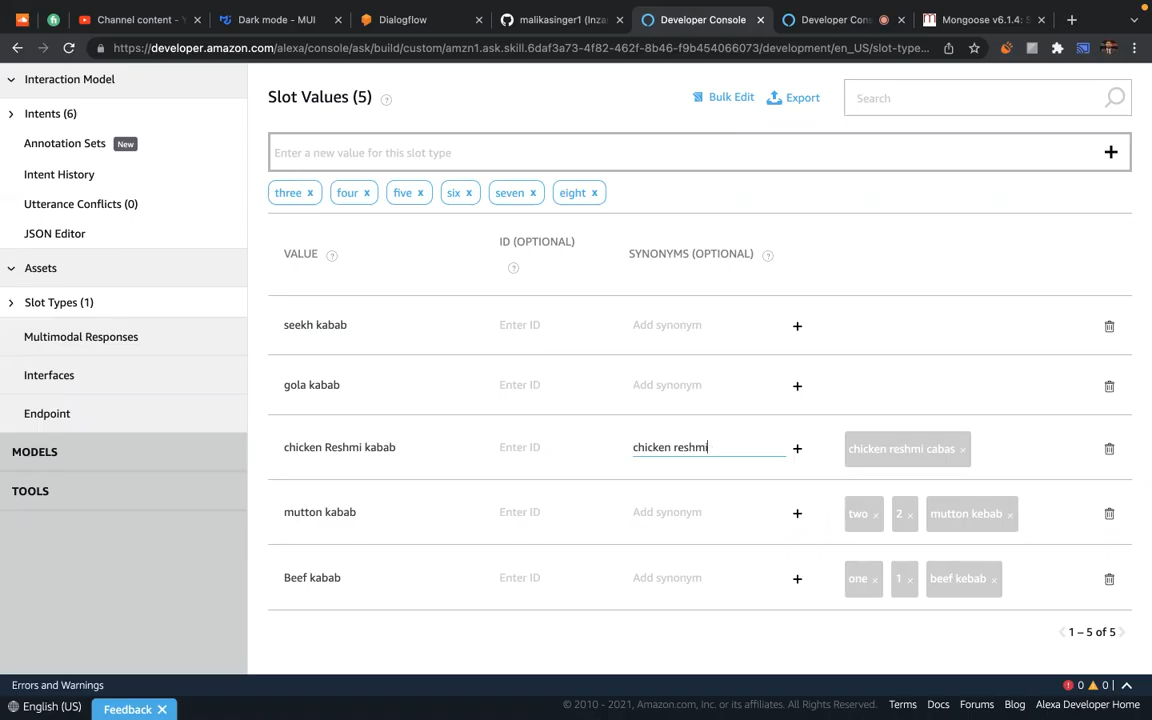 Channel content - Y
Dark mode - MUI
Dialogflow
malikasinger1 (Inzan
Developer Console
Developer Cons
Mongoose v6.1.4: S
https://developer.amazon.com/alexa/console/ask/build/custom/amzn1.ask.skill.6daf3a73-4f82-462f-8b46-f9b454066073/development/en_US/slot-type...
Interaction Model
Intents (6)
Annotation Sets New
Intent History
Utterance Conflicts (0)
JSON Editor
Assets
Slot Types (1)
Multimodal Responses
Interfaces
Endpoint
MODELS
TOOLS
Slot Values (5) ?
Bulk Edit Export Search
Enter a new value for this slot type +
three x four x five x six x seven x eight x
VALUE ? ID (OPTIONAL) ? SYNONYMS (OPTIONAL) ?
seekh kabab Enter ID Add synonym +
gola kabab Enter ID Add synonym +
chicken Reshmi kabab Enter ID chicken reshmi + chicken reshmi cabas ×
mutton kabab Enter ID Add synonym + two × 2 × mutton kebab ×
Beef kabab Enter ID Add synonym + one × 1 × beef kebab ×
1 – 5 of 5
Errors and Warnings ! 0 0 |
English (US) Feedback ✕
© 2010 - 2021, Amazon.com, Inc. or its affiliates. All Rights Reserved. Terms Docs Forums Blog Alexa Developer Home